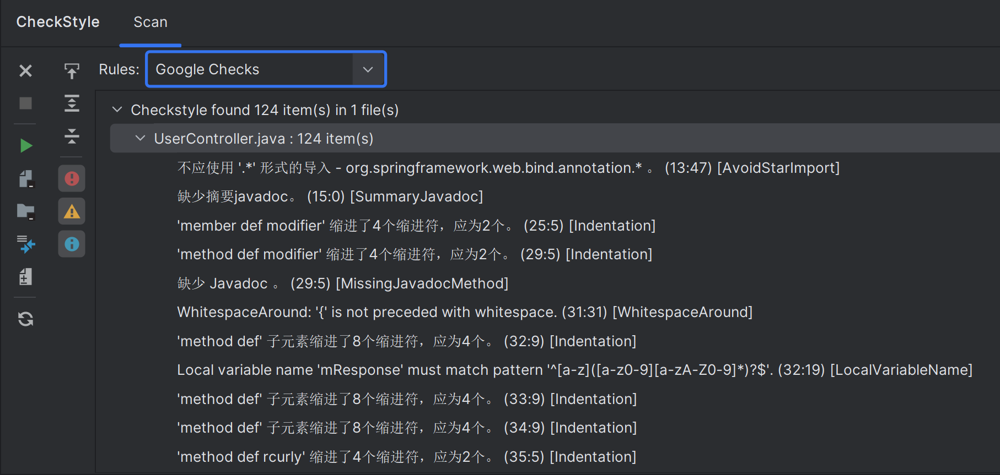 CheckStyle Scan
Rules: Google Checks
Checkstyle found 124 item(s) in 1 file(s)
UserController.java : 124 item(s)
不应使用 '.*' 形式的导入 - org.springframework.web.bind.annotation.* 。 (13:47) [AvoidStarImport]
缺少摘要javadoc。 (15:0) [SummaryJavadoc]
'member def modifier' 缩进了4个缩进符，应为2个。 (25:5) [Indentation]
'method def modifier' 缩进了4个缩进符，应为2个。 (29:5) [Indentation]
缺少 Javadoc 。 (29:5) [MissingJavadocMethod]
WhitespaceAround: '{' is not preceded with whitespace. (31:31) [WhitespaceAround]
'method def' 子元素缩进了8个缩进符，应为4个。 (32:9) [Indentation]
Local variable name 'mResponse' must match pattern '^[a-z]([a-z0-9][a-zA-Z0-9]*)?$'. (32:19) [LocalVariableName]
'method def' 子元素缩进了8个缩进符，应为4个。 (33:9) [Indentation]
'method def' 子元素缩进了8个缩进符，应为4个。 (34:9) [Indentation]
'method def rcurly' 缩进了4个缩进符，应为2个。 (35:5) [Indentation]